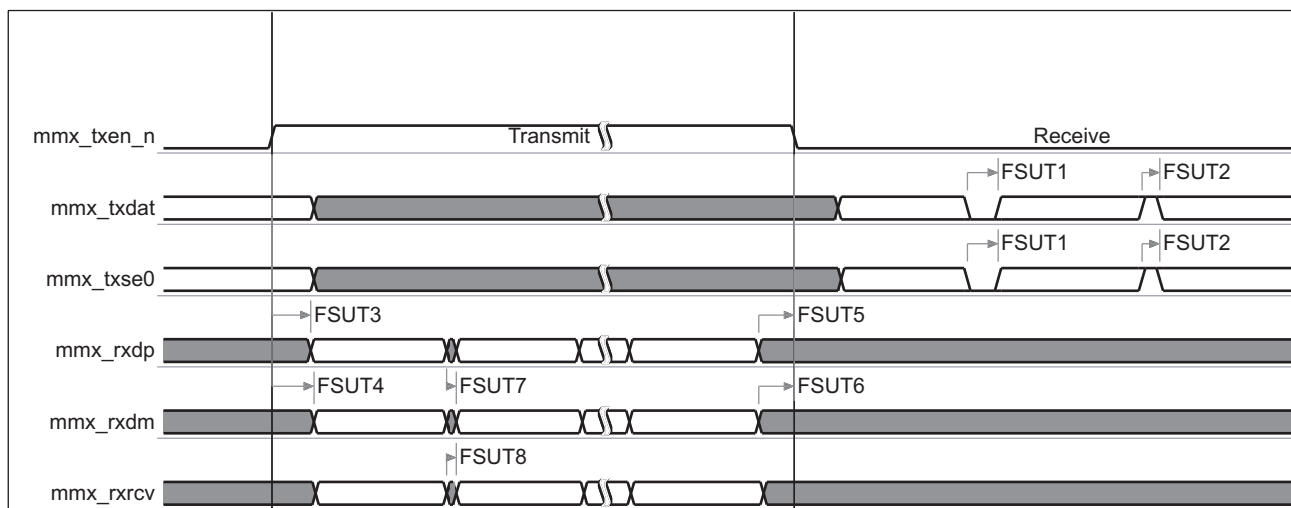 mmx_txen_n
Transmit
Receive
FSUT1
FSUT2
mmx_txdat
FSUT1
FSUT2
mmx_txse0
FSUT3
FSUT5
mmx_rxdp
FSUT4
FSUT7
FSUT6
mmx_rxdm
FSUT8
mmx_rxrcv